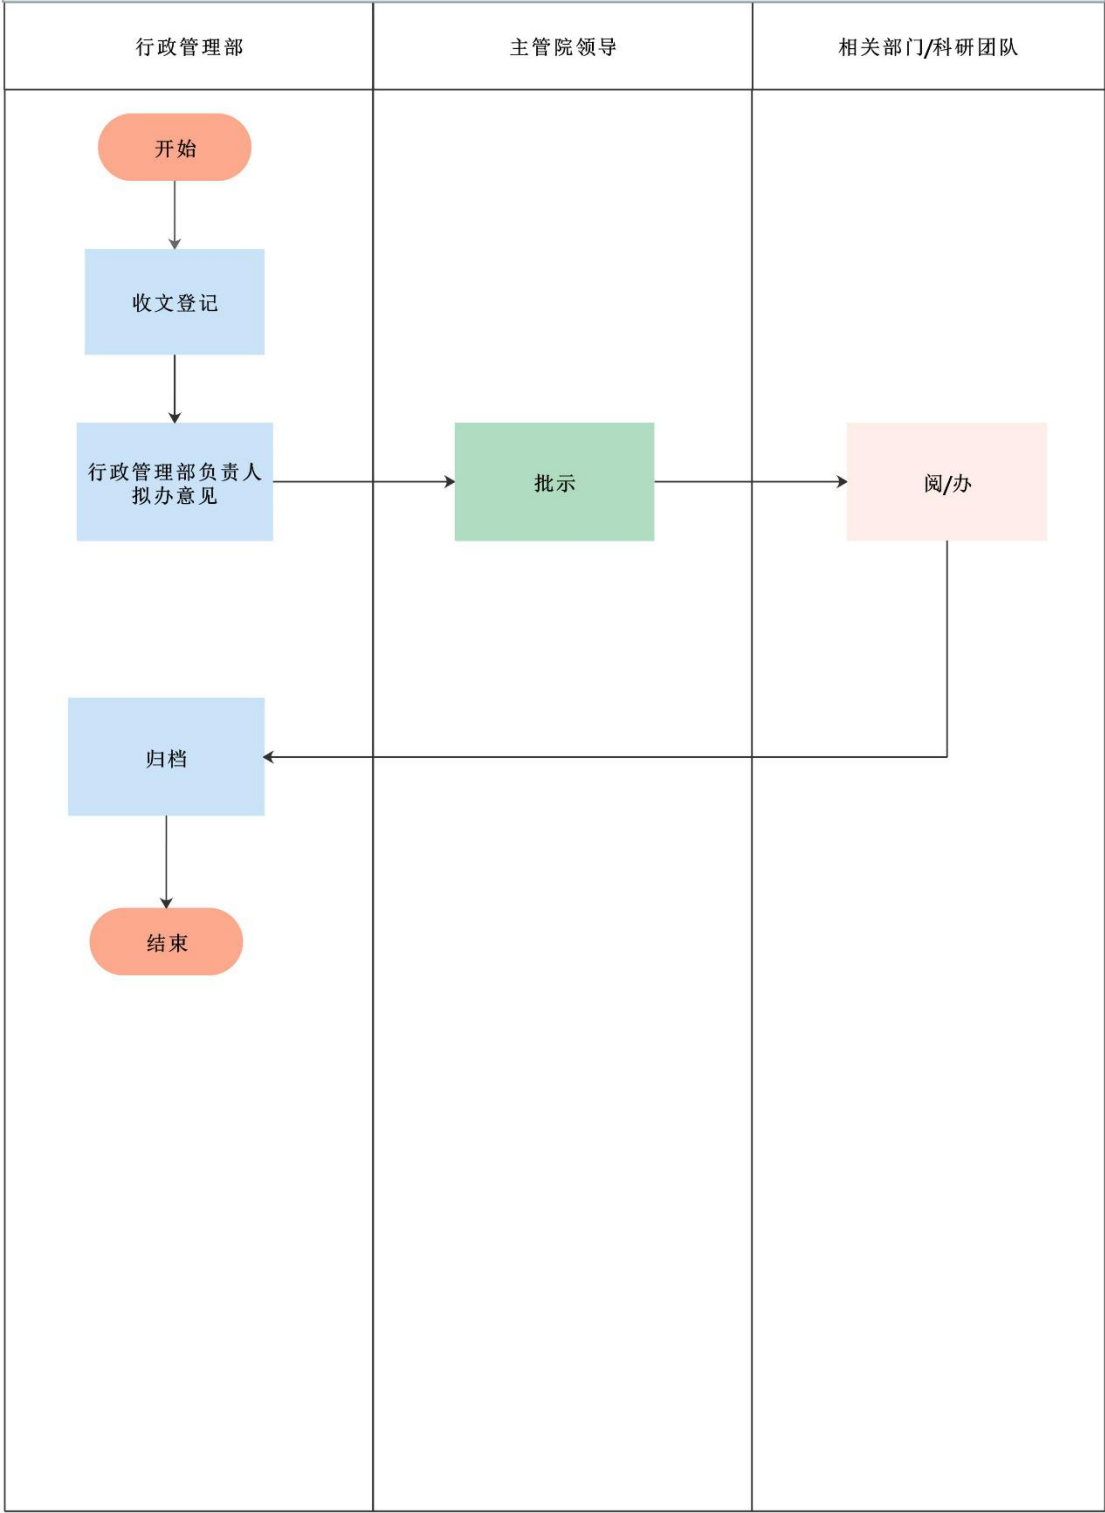 行政管理部
主管院领导
相关部门/科研团队
开始
收文登记
行政管理部负责人
拟办意见
批示
阅/办
归档
结束